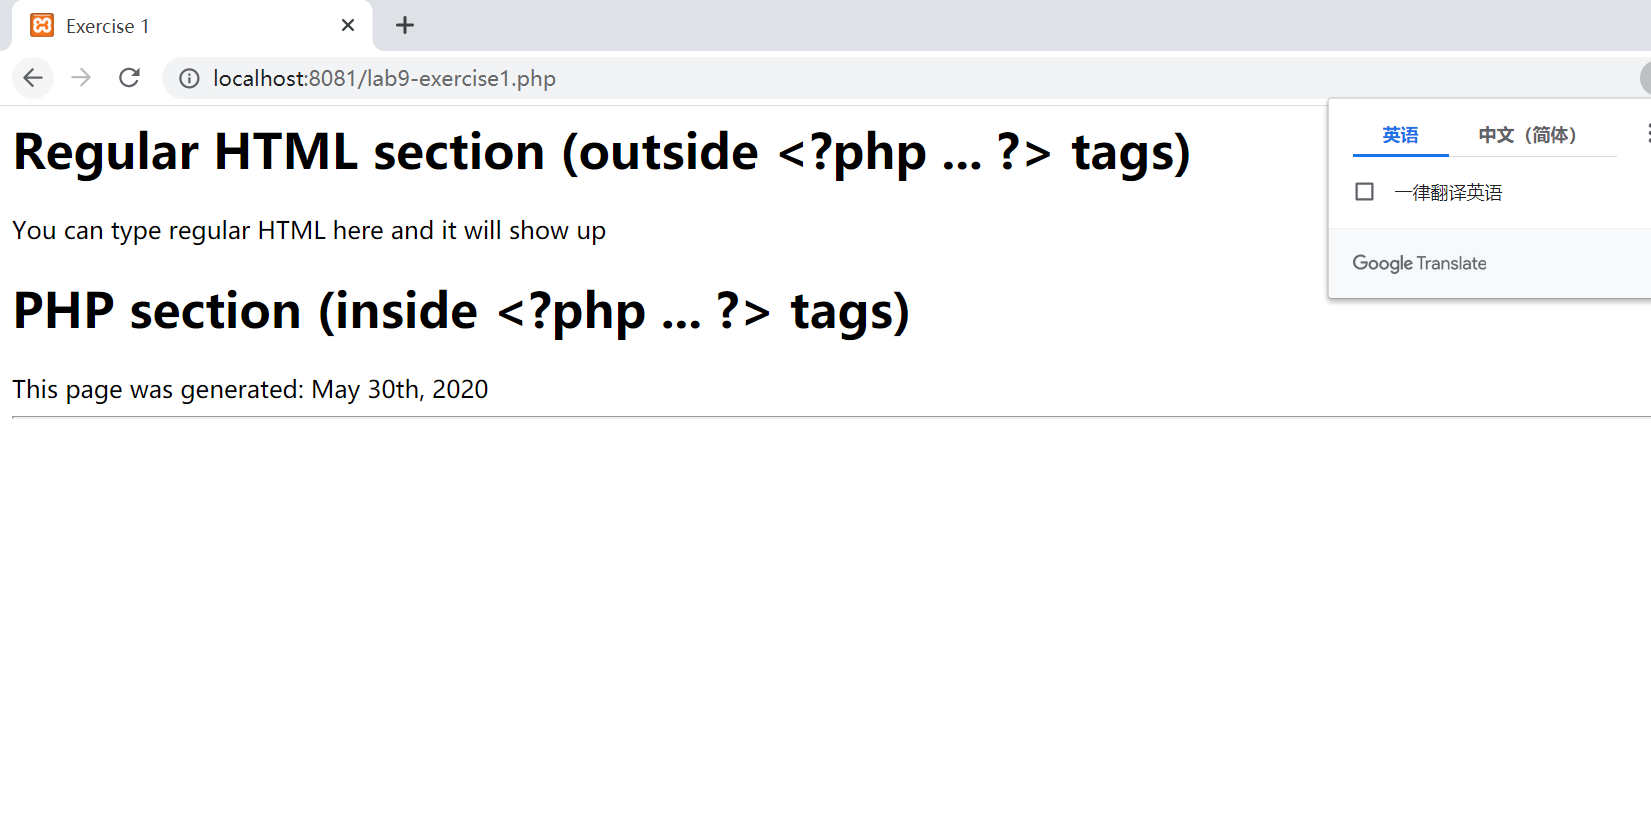 Exercise 1
localhost:8081/lab9-exercise1.php
Regular HTML section (outside <?php ... ?> tags)
You can type regular HTML here and it will show up
PHP section (inside <?php ... ?> tags)
This page was generated: May 30th, 2020
英语 中文（简体）
一律翻译英语
Google Translate